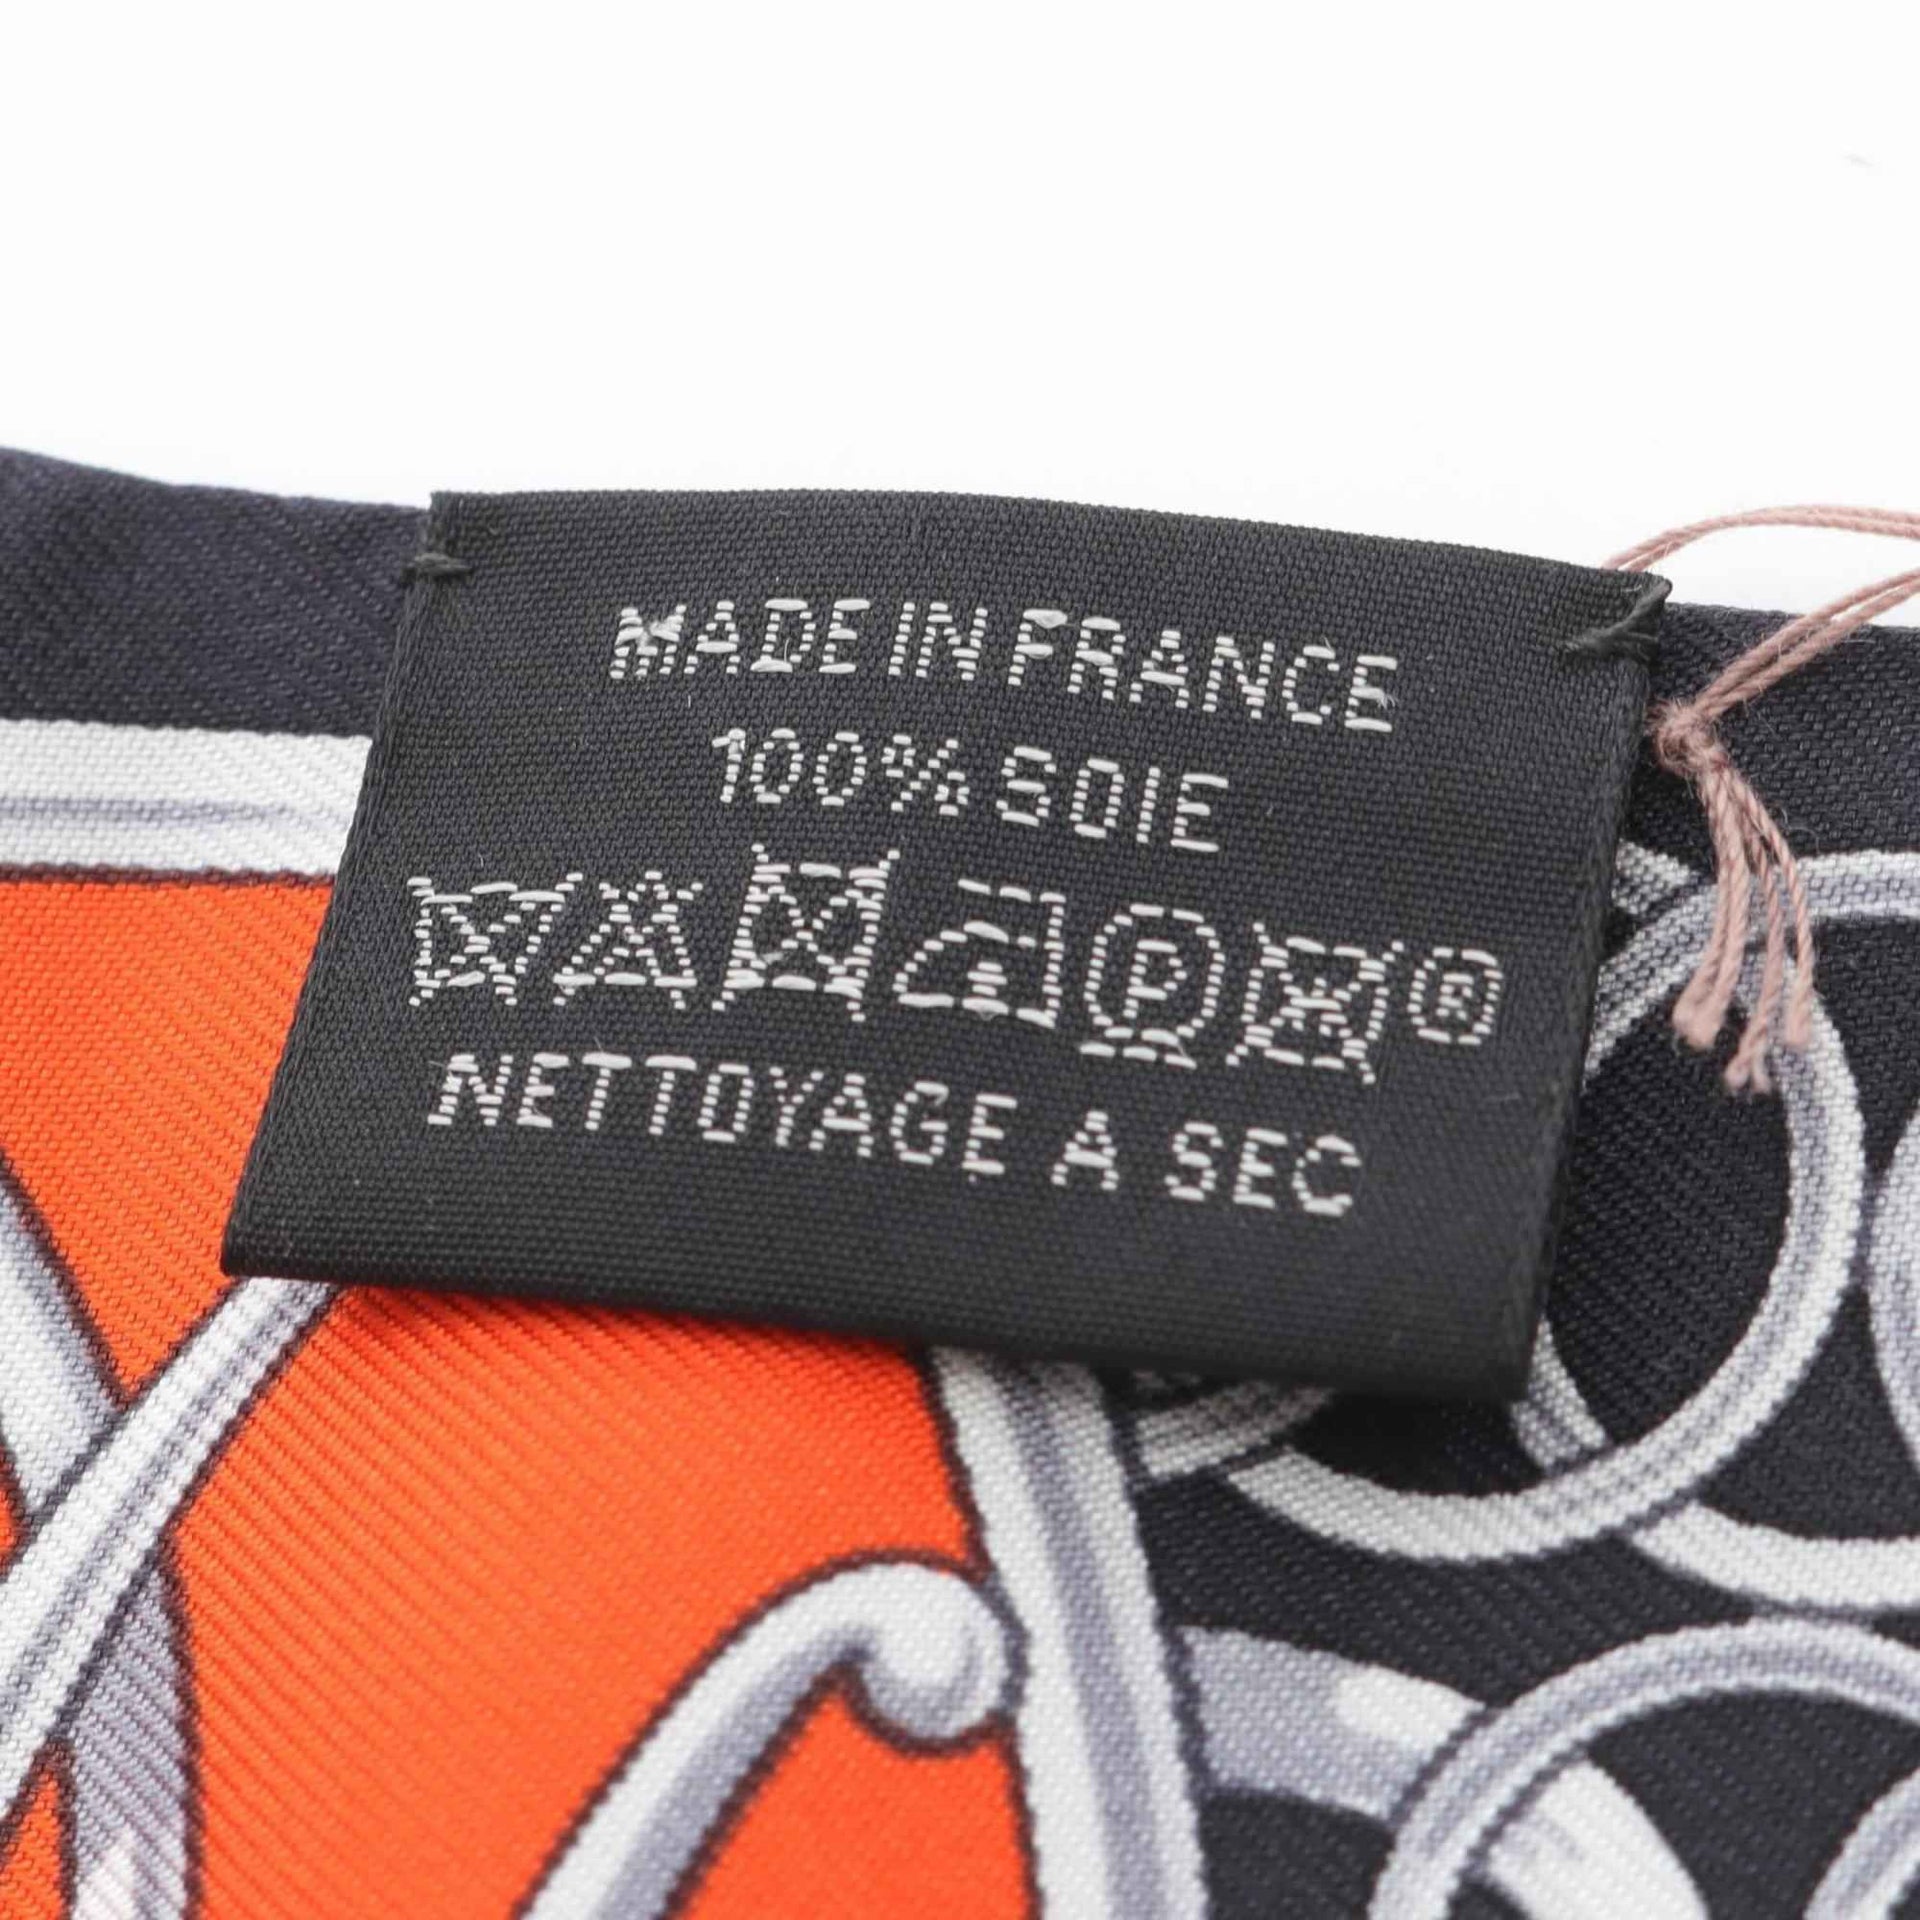 MADE IN FRANCE
100% SOIE
P ®
NETTOYAGE A SEC